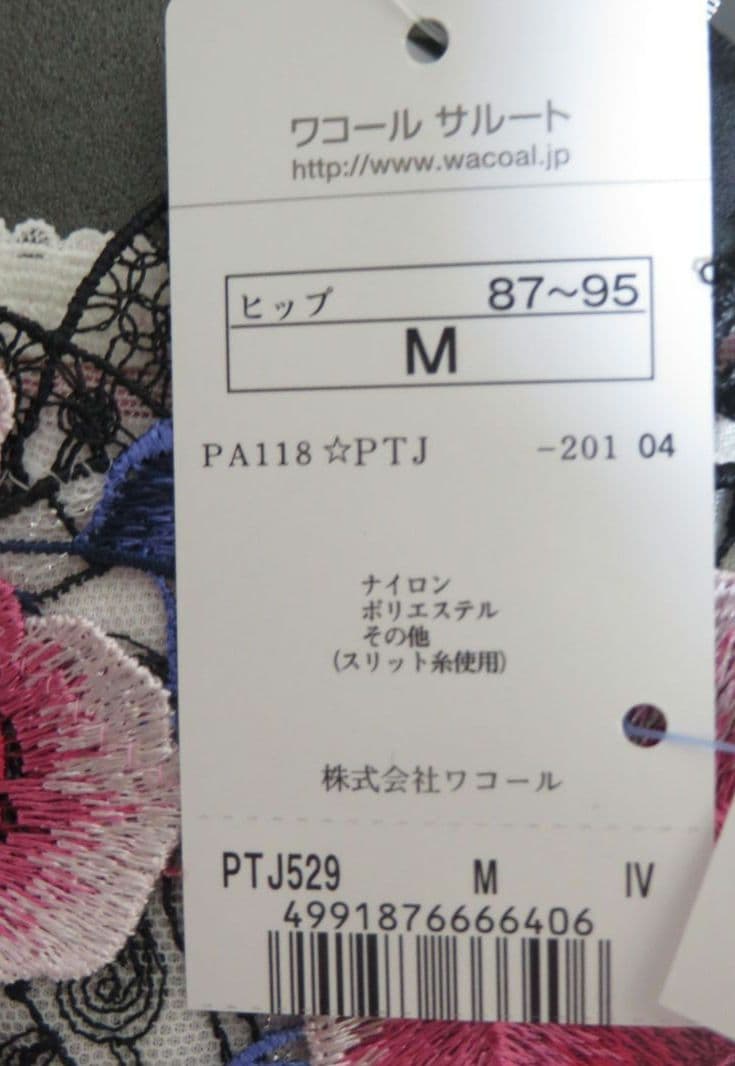 ワコール サルート
http://www.wacoal.jp
ヒップ 87～95
M
PA118☆PTJ -201 04
ナイロン
ポリエステル
その他
(スリット糸使用)
株式会社ワコール
PTJ529 M IV
4991876666406